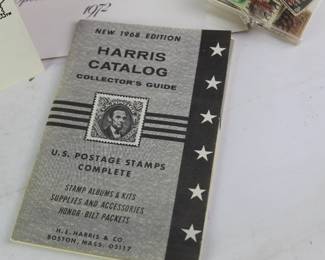 1972
NEW 1968 EDITION
HARRIS
CATALOG
COLLECTOR'S GUIDE
U.S. POSTAGE STAMPS
COMPLETE
STAMP ALBUMS & KITS
SUPPLIES AND ACCESSORIES
HONOR-BILT PACKETS
H. E. HARRIS & CO.
BOSTON, MASS. 02117